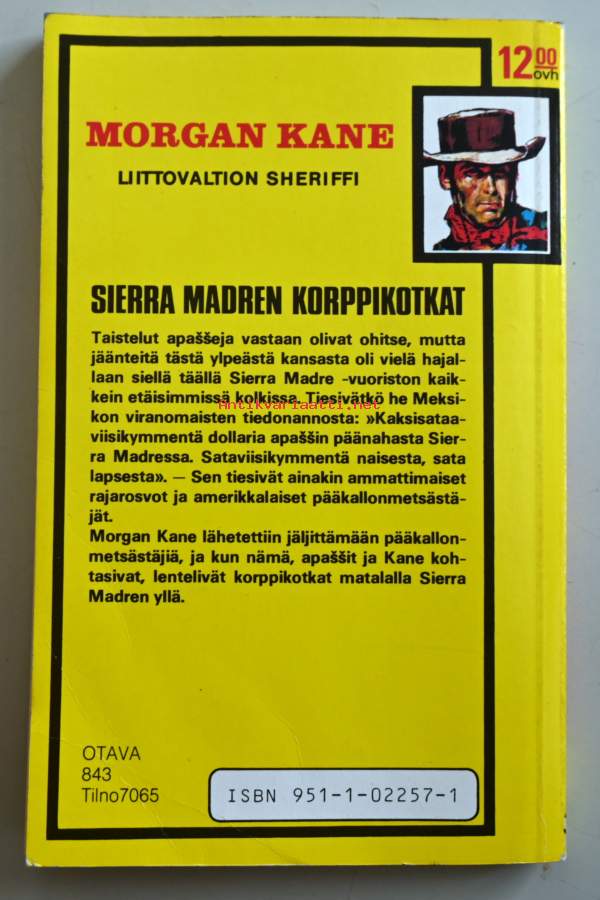 12.00
ovh
MORGAN KANE
LIITTOVALTION SHERIFFI
SIERRA MADREN KORPPIKOTKAT
Taistelut apaššeja vastaan olivat ohitse, mutta
jäänteitä tästä ylpeästä kansasta oli vielä hajal-
laan siellä täällä Sierra Madre -vuoriston kaik-
kein etäisimmissä kolkissa. Tiesivätkö he Meksi-
Antikvariaatti.net
kon viranomaisten tiedonannosta: »Kaksisataa-
viisikymmentä dollaria apaššin päänahasta Sier-
ra Madressa. Sataviisikymmentä naisesta, sata
lapsesta». — Sen tiesivät ainakin ammattimaiset
rajarosvot ja amerikkalaiset pääkallonmetsästä-
jät.
Morgan Kane lähetettiin jäljittämään pääkallon-
metsästäjiä, ja kun nämä, apaššit ja Kane koh-
tasivat, lentelivät korppikotkat matalalla Sierra
Madren yllä.
OTAVA
843
Tilno7065
ISBN 951-1-02257-1